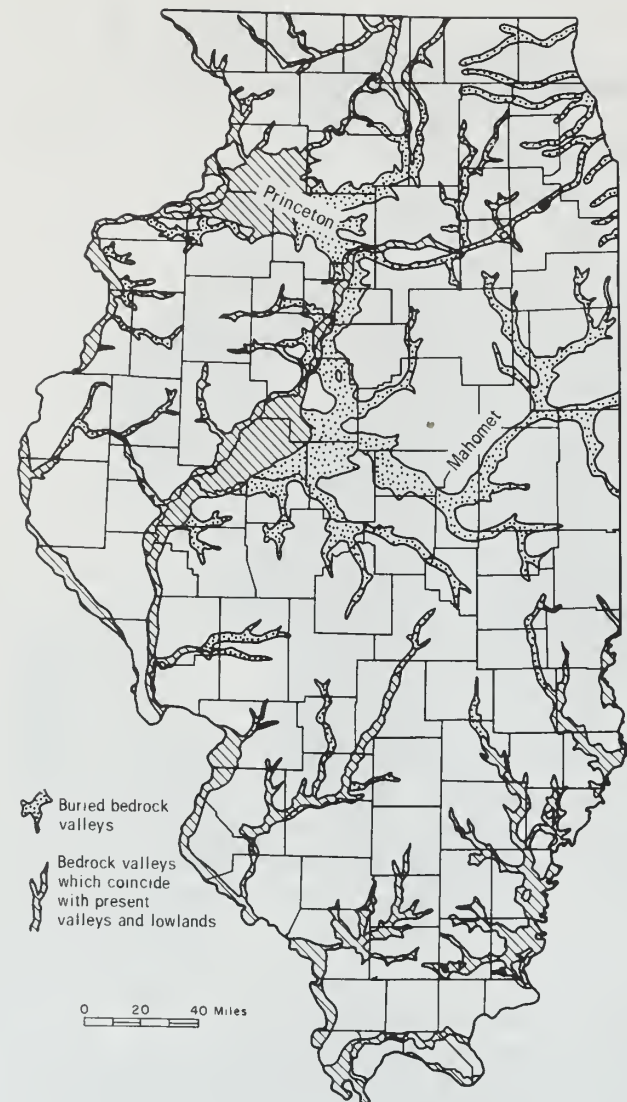 Princeton
Mahomet
Buried bedrock
valleys
Bedrock valleys
which coincide
with present
valleys and lowlands
0 20 40 Miles